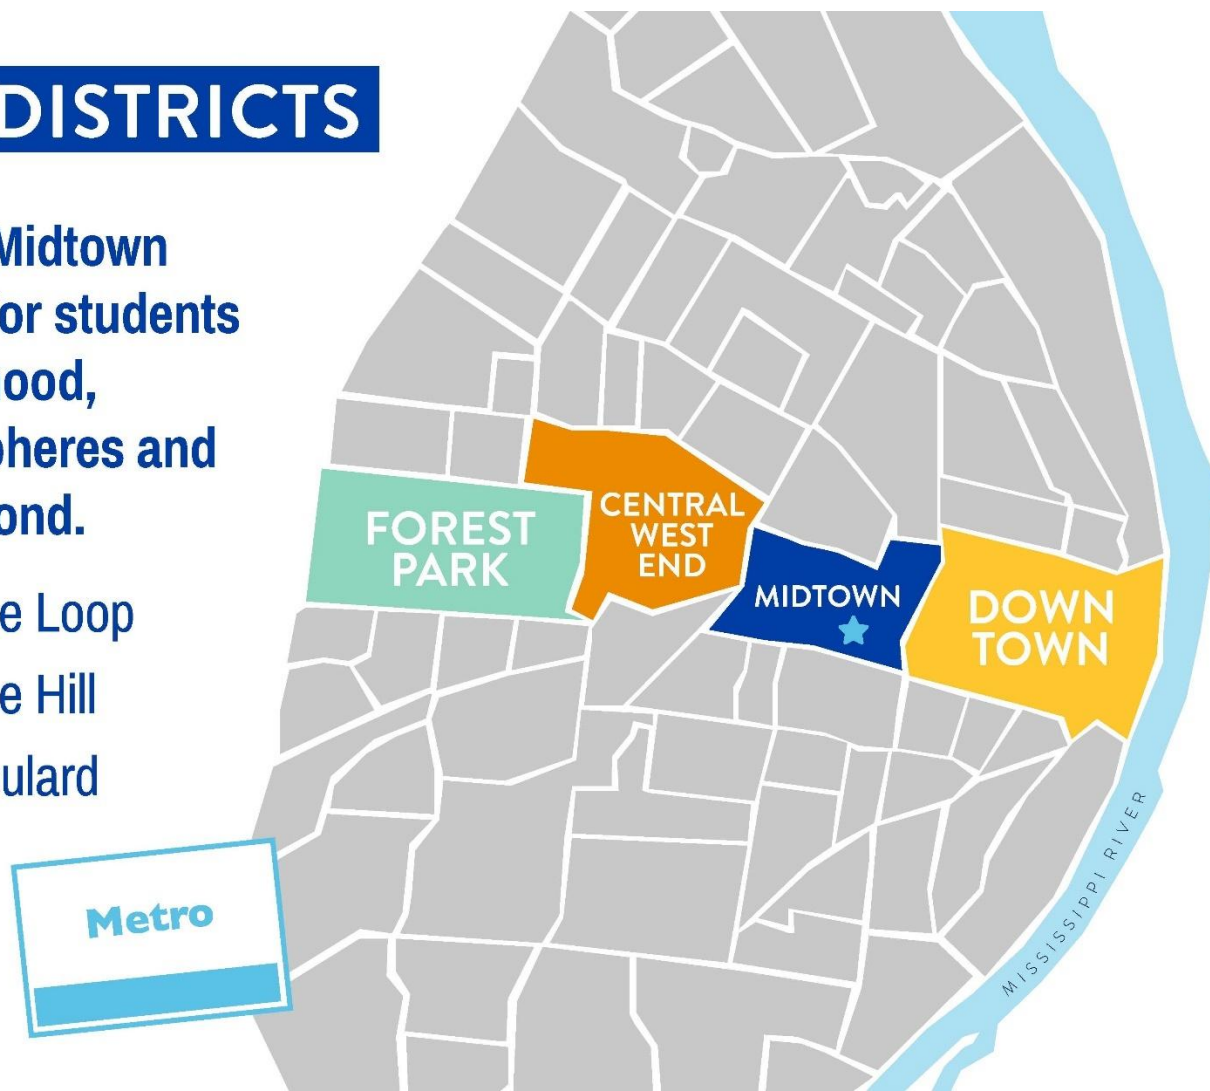 DISTRICTS
Midtown
or students
ood,
pheres and
ond.
e Loop
e Hill
ulard
Metro
FOREST
PARK
CENTRAL
WEST
END
MIDTOWN
DOWN
TOWN
MISSISSIPPI RIVER